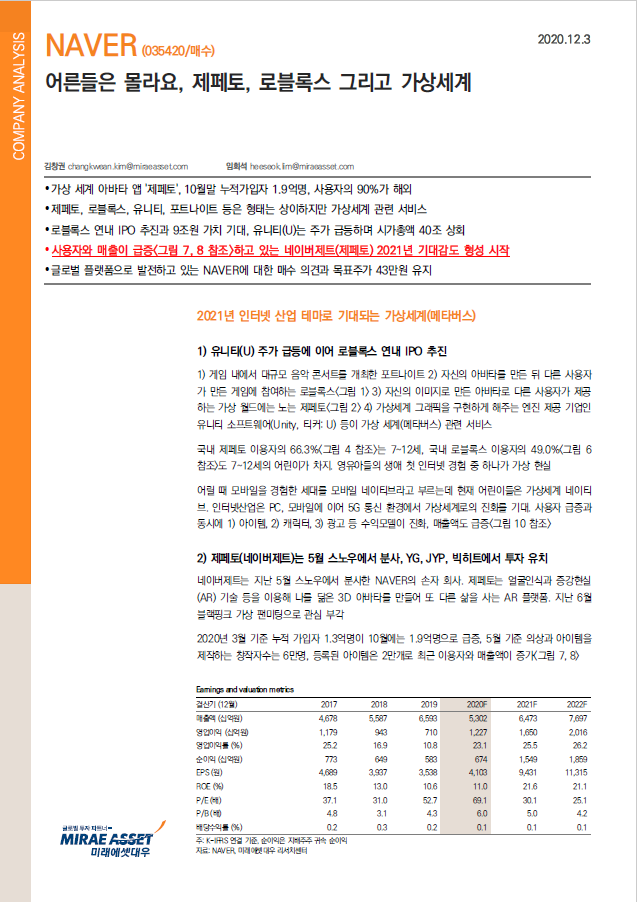 COMPANY ANALYSIS
NAVER (035420/매수)
2020.12.3
어른들은 몰라요, 제페토, 로블록스 그리고 가상세계
김창권 changkwean.kim@miraeasset.com 임희석 heeseok.lim@miraeasset.com
•가상 세계 아바타 앱 '제페토', 10월말 누적가입자 1.9억명, 사용자의 90%가 해외
•제페토, 로블록스, 유니티, 포트나이트 등은 형태는 상이하지만 가상세계 관련 서비스
•로블록스 연내 IPO 추진과 9조원 가치 기대, 유니티(U)는 주가 급등하며 시가총액 40조 상회
•사용자와 매출이 급증<그림 7, 8 참조>하고 있는 네이버제트(제페토) 2021년 기대감도 형성 시작
•글로벌 플랫폼으로 발전하고 있는 NAVER에 대한 매수 의견과 목표주가 43만원 유지
2021년 인터넷 산업 테마로 기대되는 가상세계(메타버스)
1) 유니티(U) 주가 급등에 이어 로블록스 연내 IPO 추진
1) 게임 내에서 대규모 음악 콘서트를 개최한 포트나이트 2) 자신의 아바타를 만든 뒤 다른 사용자
가 만든 게임에 참여하는 로블록스<그림 1> 3) 자신의 이미지로 만든 아바타로 다른 사용자가 제공
하는 가상 월드에는 노는 제페토<그림 2> 4) 가상세계 그래픽을 구현하게 해주는 엔진 제공 기업인
유니티 소프트웨어(Unity, 티커: U) 등이 가상 세계(메타버스) 관련 서비스
국내 제페토 이용자의 66.3%<그림 4 참조>는 7~12세, 국내 로블록스 이용자의 49.0%<그림 6
참조>도 7~12세의 어린이가 차지. 영유아들의 생애 첫 인터넷 경험 중 하나가 가상 현실
어릴 때 모바일을 경험한 세대를 모바일 네이티브라고 부르는데 현재 어린이들은 가상세계 네이티
브. 인터넷산업은 PC, 모바일에 이어 5G 통신 환경에서 가상세계로의 진화를 기대. 사용자 급증과
동시에 1) 아이템, 2) 캐릭터, 3) 광고 등 수익모델이 진화, 매출액도 급증<그림 10 참조>
2) 제페토(네이버제트)는 5월 스노우에서 분사, YG, JYP, 빅히트에서 투자 유치
네이버제트는 지난 5월 스노우에서 분사한 NAVER의 손자 회사. 제페토는 얼굴인식과 증강현실
(AR) 기술 등을 이용해 나를 닮은 3D 아바타를 만들어 또 다른 삶을 사는 AR 플랫폼. 지난 6월
블랙핑크 가상 팬미팅으로 관심 부각
2020년 3월 기준 누적 가입자 1.3억명이 10월에는 1.9억명으로 급증, 5월 기준 의상과 아이템을
제작하는 창작자수는 6만명, 등록된 아이템은 2만개로 최근 이용자와 매출액이 증가<그림 7, 8>
Earnings and valuation metrics
결산기 (12월) 2017 2018 2019 2020F 2021F 2022F
매출액 (십억원) 4,678 5,587 6,593 5,302 6,473 7,697
영업이익 (십억원) 1,179 943 710 1,227 1,650 2,016
영업이익률 (%) 25.2 16.9 10.8 23.1 25.5 26.2
순이익 (십억원) 773 649 583 674 1,549 1,859
EPS (원) 4,689 3,937 3,538 4,103 9,431 11,315
ROE (%) 18.5 13.0 10.6 11.0 21.6 21.1
P/E (배) 37.1 31.0 52.7 69.1 30.1 25.1
P/B (배) 4.8 3.1 4.3 6.0 5.0 4.2
배당수익률 (%) 0.2 0.3 0.2 0.1 0.1 0.1
주: K-IFRS 연결 기준, 순이익은 지배주주 귀속 순이익
자료: NAVER, 미래에셋대우 리서치센터
글로벌 투자 파트너
MIRAE ASSET
미래에셋대우